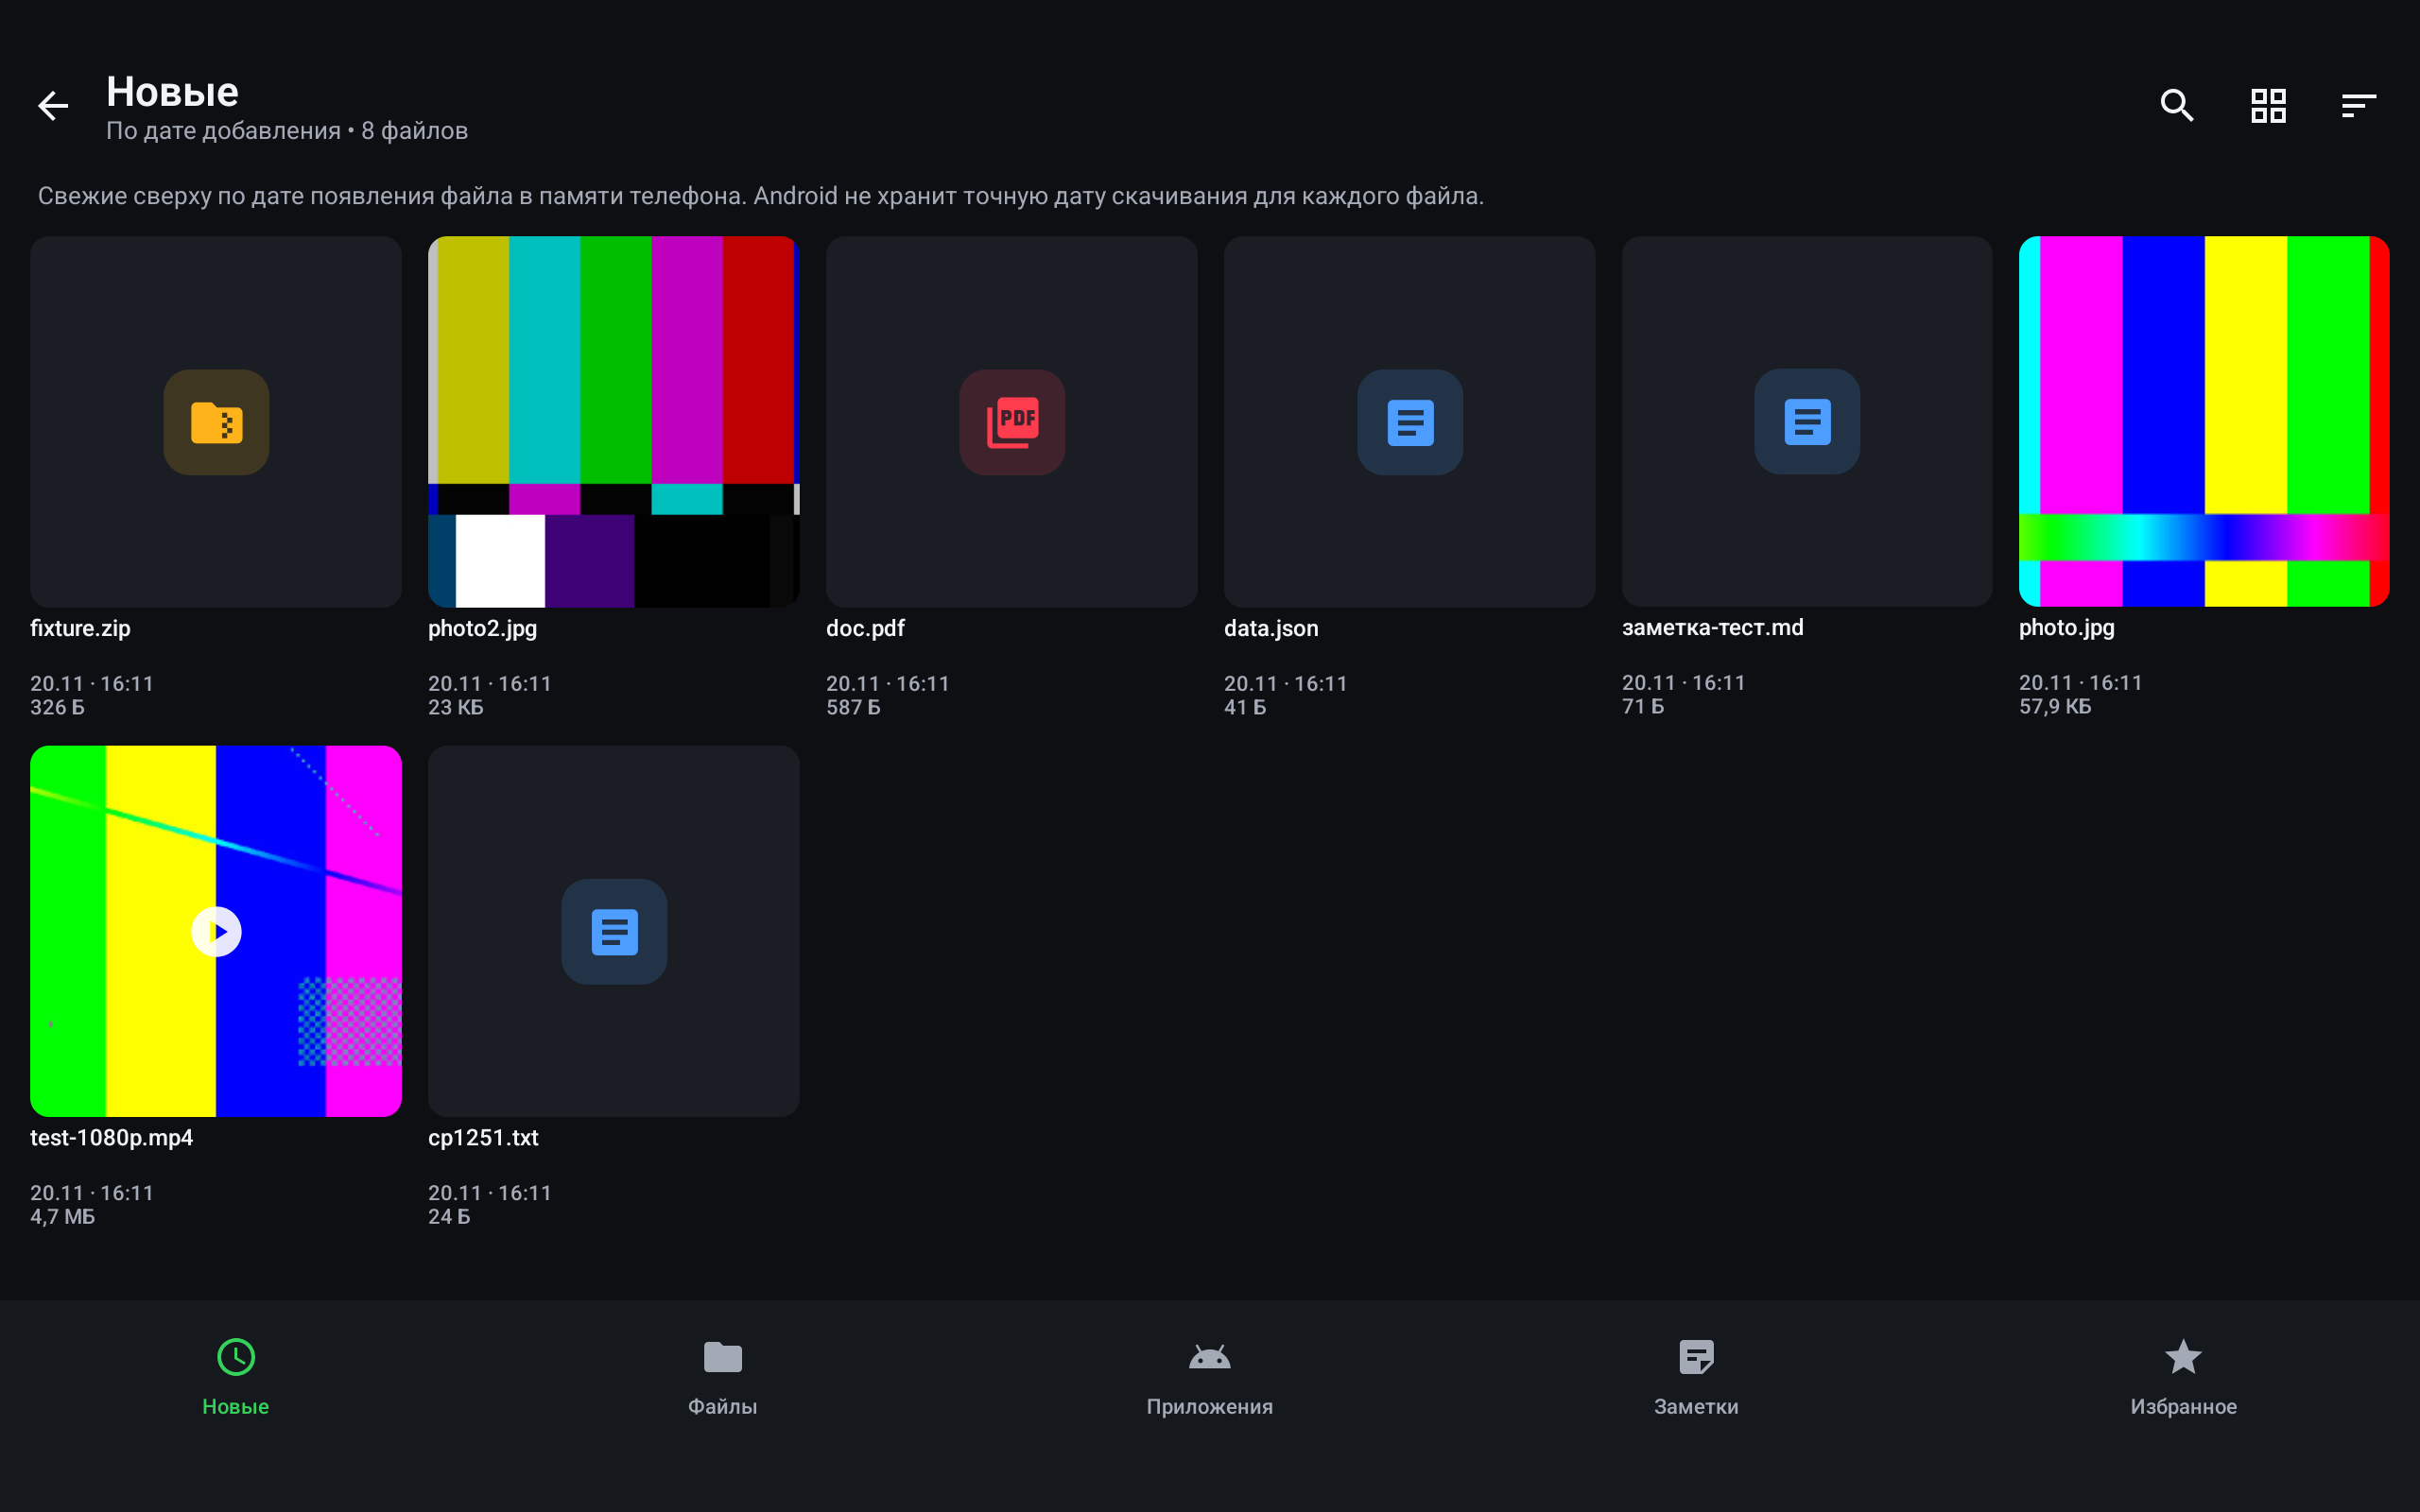 Новые
По дате добавления • 8 файлов
Свежие сверху по дате появления файла в памяти телефона. Android не хранит точную дату скачивания для каждого файла.
PDF
fixture.zip
20.11 · 16:11
326 Б
photo2.jpg
20.11 · 16:11
23 КБ
doc.pdf
20.11 · 16:11
587 Б
data.json
20.11 · 16:11
41 Б
заметка-тест.md
20.11 · 16:11
71 Б
photo.jpg
20.11 · 16:11
57,9 КБ
test-1080p.mp4
20.11 · 16:11
4,7 МБ
cp1251.txt
20.11 · 16:11
24 Б
Новые
Файлы
Приложения
Заметки
Избранное